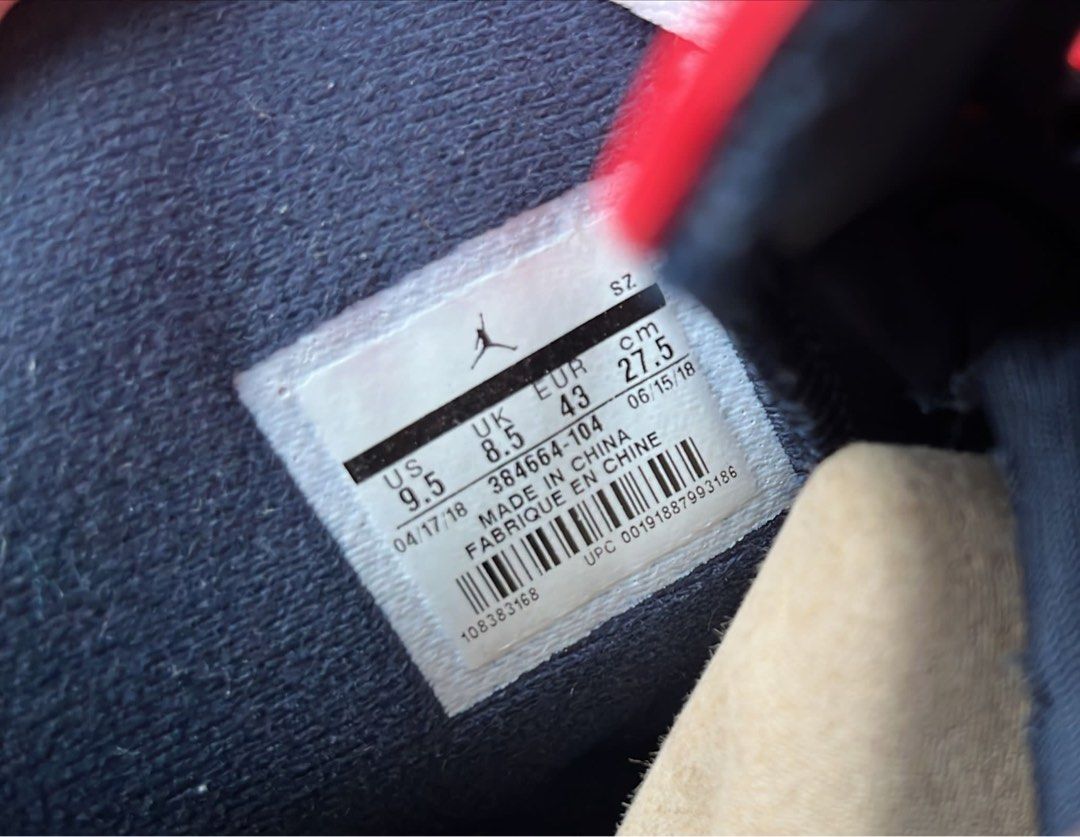 SZ
US UK EUR cm
9.5 8.5 43 27.5
384664-104
04/17/18 06/15/18
MADE IN CHINA
FABRIQUE EN CHINE
UPC 00191887993186
108383168